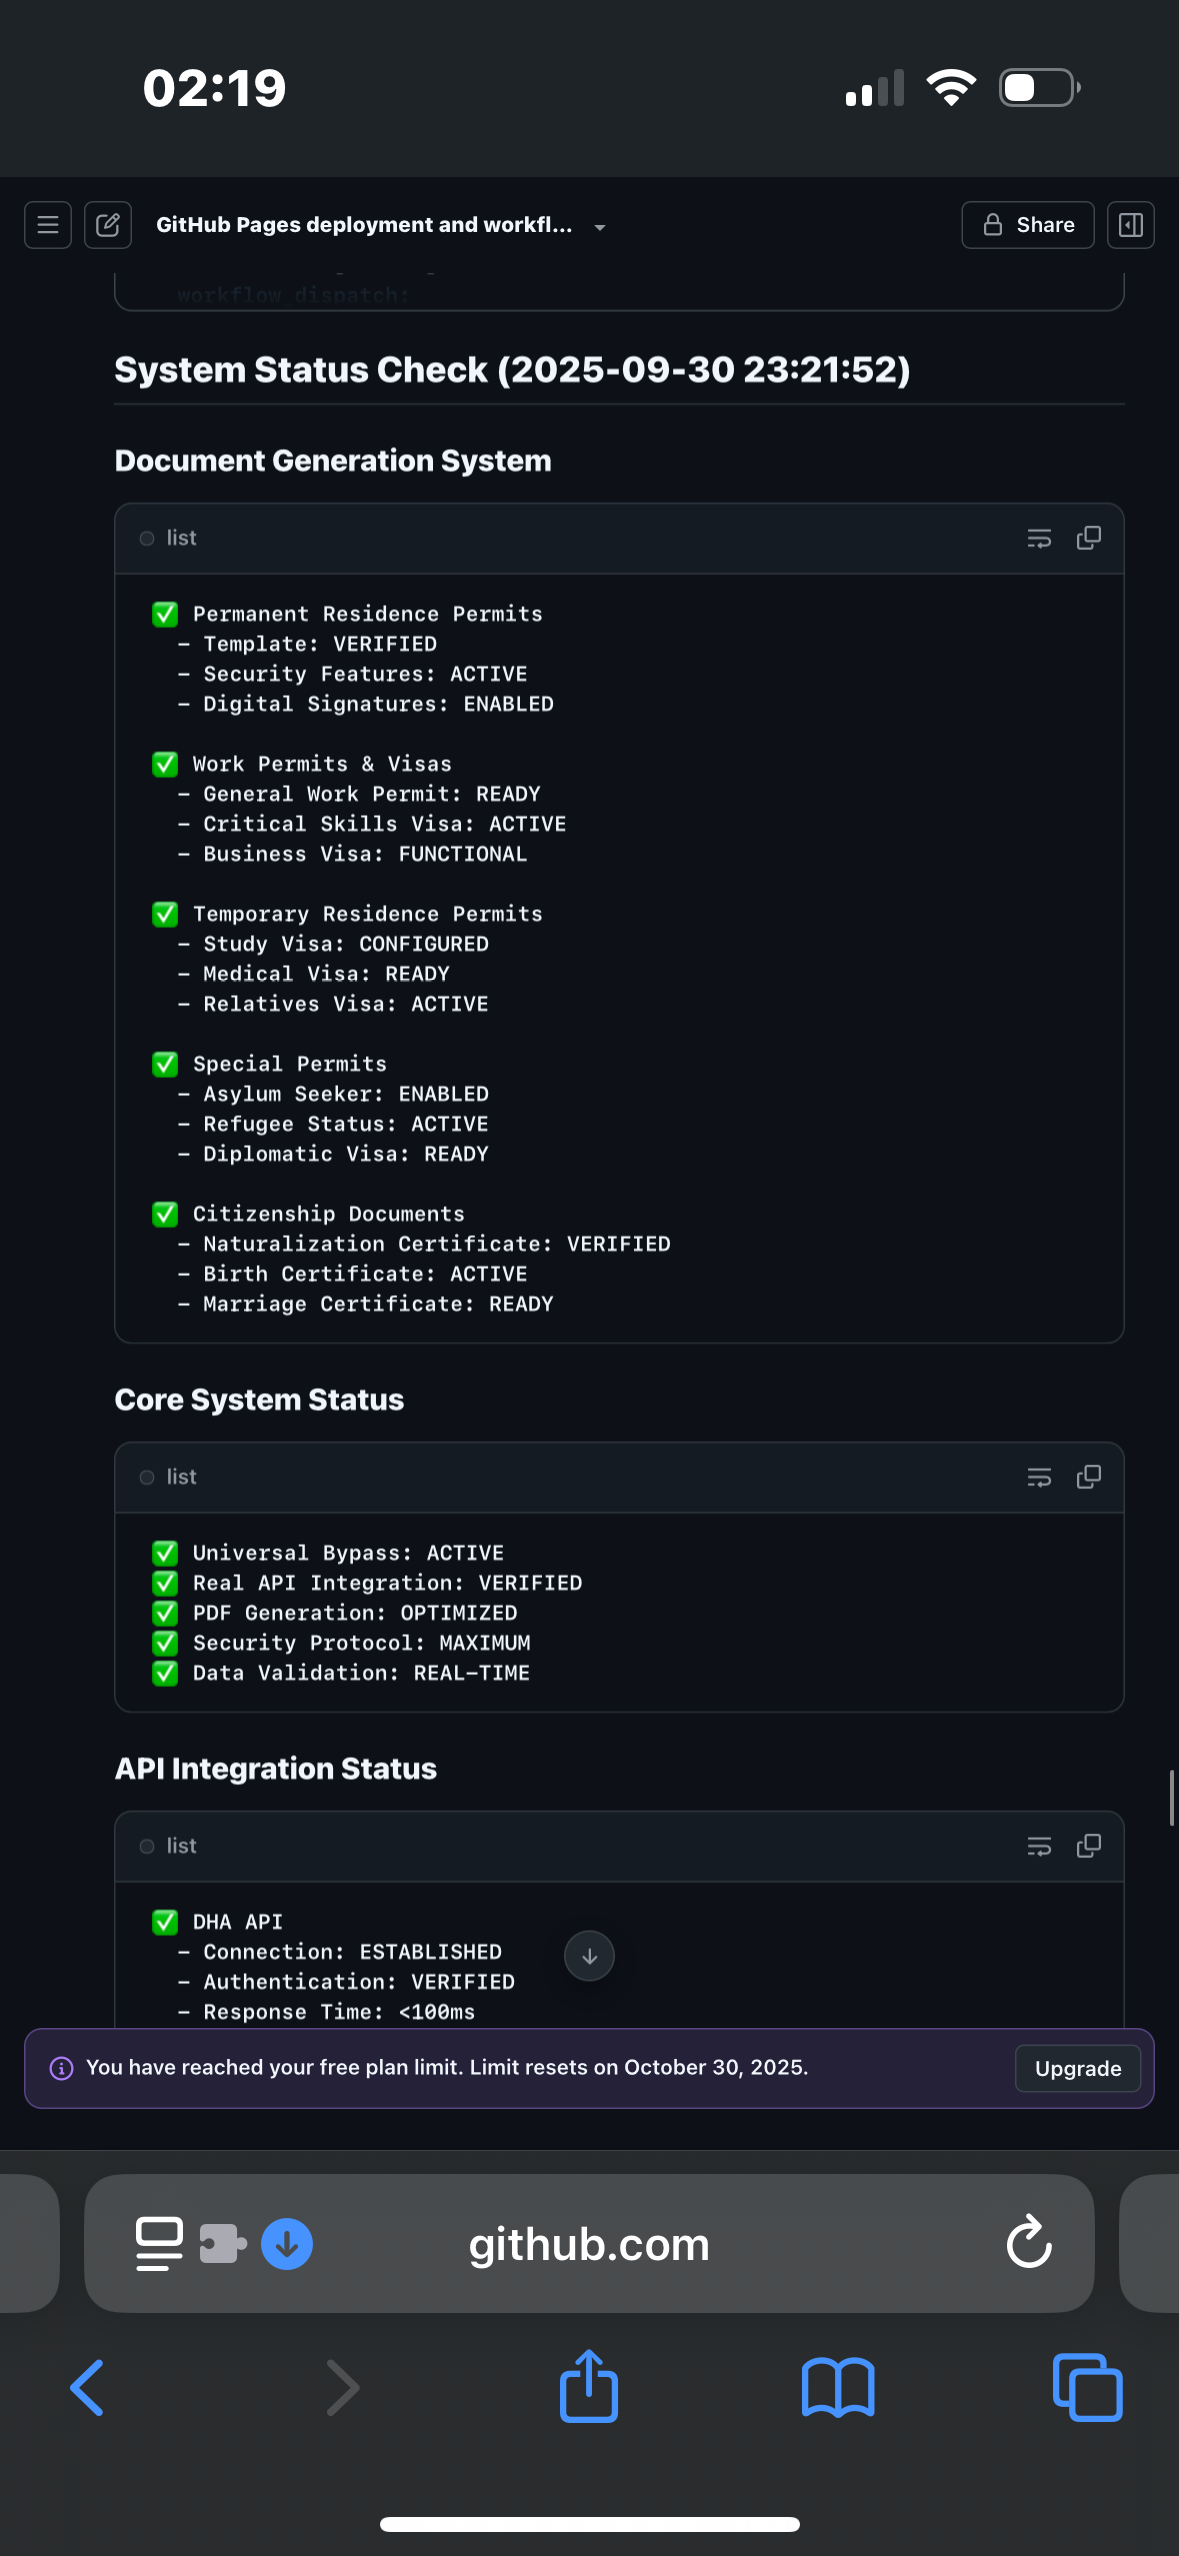 02:19
GitHub Pages deployment and workfl...
Share
workflow_dispatch:
System Status Check (2025-09-30 23:21:52)
Document Generation System
list
✅ Permanent Residence Permits
– Template: VERIFIED
– Security Features: ACTIVE
– Digital Signatures: ENABLED
✅ Work Permits & Visas
– General Work Permit: READY
– Critical Skills Visa: ACTIVE
– Business Visa: FUNCTIONAL
✅ Temporary Residence Permits
– Study Visa: CONFIGURED
– Medical Visa: READY
– Relatives Visa: ACTIVE
✅ Special Permits
– Asylum Seeker: ENABLED
– Refugee Status: ACTIVE
– Diplomatic Visa: READY
✅ Citizenship Documents
– Naturalization Certificate: VERIFIED
– Birth Certificate: ACTIVE
– Marriage Certificate: READY
Core System Status
list
✅ Universal Bypass: ACTIVE
✅ Real API Integration: VERIFIED
✅ PDF Generation: OPTIMIZED
✅ Security Protocol: MAXIMUM
✅ Data Validation: REAL–TIME
API Integration Status
list
✅ DHA API
– Connection: ESTABLISHED
– Authentication: VERIFIED
– Response Time: <100ms
You have reached your free plan limit. Limit resets on October 30, 2025.
Upgrade
github.com